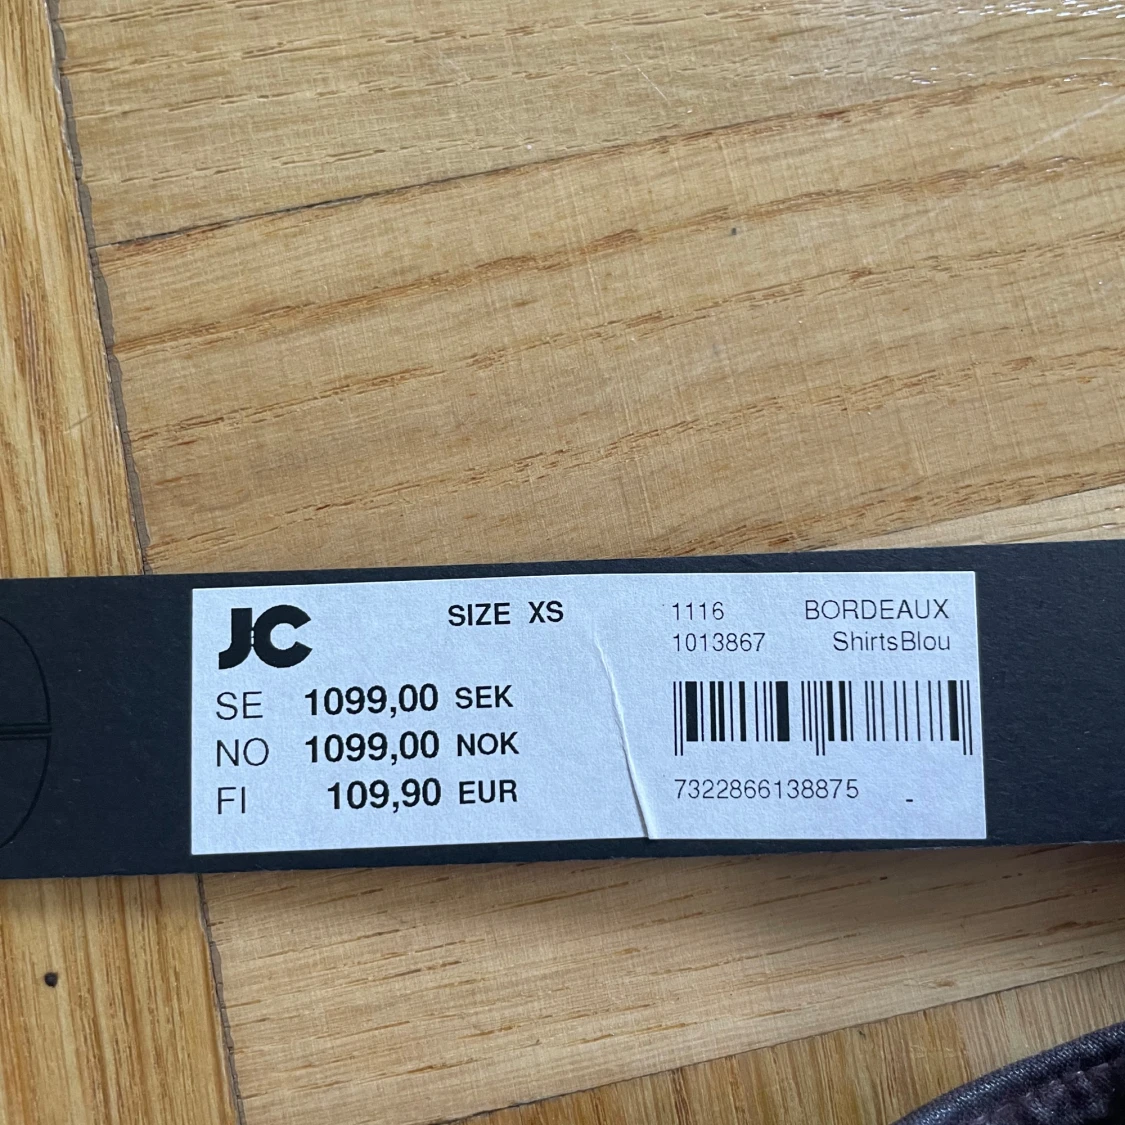 JC
SIZE XS
SE 1099,00 SEK
NO 1099,00 NOK
FI 109,90 EUR
1116 BORDEAUX
1013867 ShirtsBlou
7322866138875 -